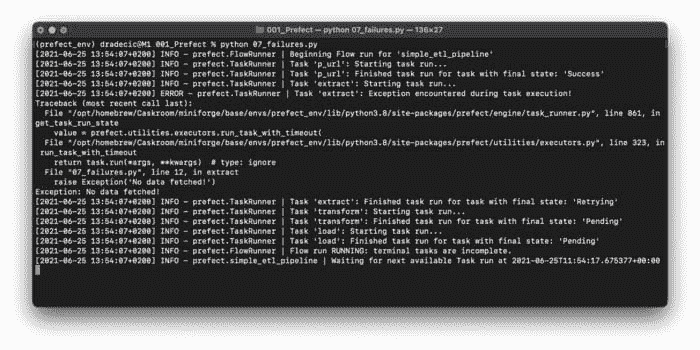 001_Prefect — python 07_failures.py — 136×27
(prefect_env) dradecic@M1 001_Prefect % python 07_failures.py
[2021-06-25 13:54:07+0200] INFO - prefect.FlowRunner | Beginning Flow run for 'simple_etl_pipeline'
[2021-06-25 13:54:07+0200] INFO - prefect.TaskRunner | Task 'p_url': Starting task run...
[2021-06-25 13:54:07+0200] INFO - prefect.TaskRunner | Task 'p_url': Finished task run for task with final state: 'Success'
[2021-06-25 13:54:07+0200] INFO - prefect.TaskRunner | Task 'extract': Starting task run...
[2021-06-25 13:54:07+0200] ERROR - prefect.TaskRunner | Task 'extract': Exception encountered during task execution!
Traceback (most recent call last):
  File "/opt/homebrew/Caskroom/miniforge/base/envs/prefect_env/lib/python3.8/site-packages/prefect/engine/task_runner.py", line 861, in
get_task_run_state
    value = prefect.utilities.executors.run_task_with_timeout(
  File "/opt/homebrew/Caskroom/miniforge/base/envs/prefect_env/lib/python3.8/site-packages/prefect/utilities/executors.py", line 323, in
 run_task_with_timeout
    return task.run(*args, **kwargs)  # type: ignore
  File "07_failures.py", line 12, in extract
    raise Exception('No data fetched!')
Exception: No data fetched!
[2021-06-25 13:54:07+0200] INFO - prefect.TaskRunner | Task 'extract': Finished task run for task with final state: 'Retrying'
[2021-06-25 13:54:07+0200] INFO - prefect.TaskRunner | Task 'transform': Starting task run...
[2021-06-25 13:54:07+0200] INFO - prefect.TaskRunner | Task 'transform': Finished task run for task with final state: 'Pending'
[2021-06-25 13:54:07+0200] INFO - prefect.TaskRunner | Task 'load': Starting task run...
[2021-06-25 13:54:07+0200] INFO - prefect.TaskRunner | Task 'load': Finished task run for task with final state: 'Pending'
[2021-06-25 13:54:07+0200] INFO - prefect.FlowRunner | Flow run RUNNING: terminal tasks are incomplete.
[2021-06-25 13:54:07+0200] INFO - prefect.simple_etl_pipeline | Waiting for next available Task run at 2021-06-25T11:54:17.675377+00:00